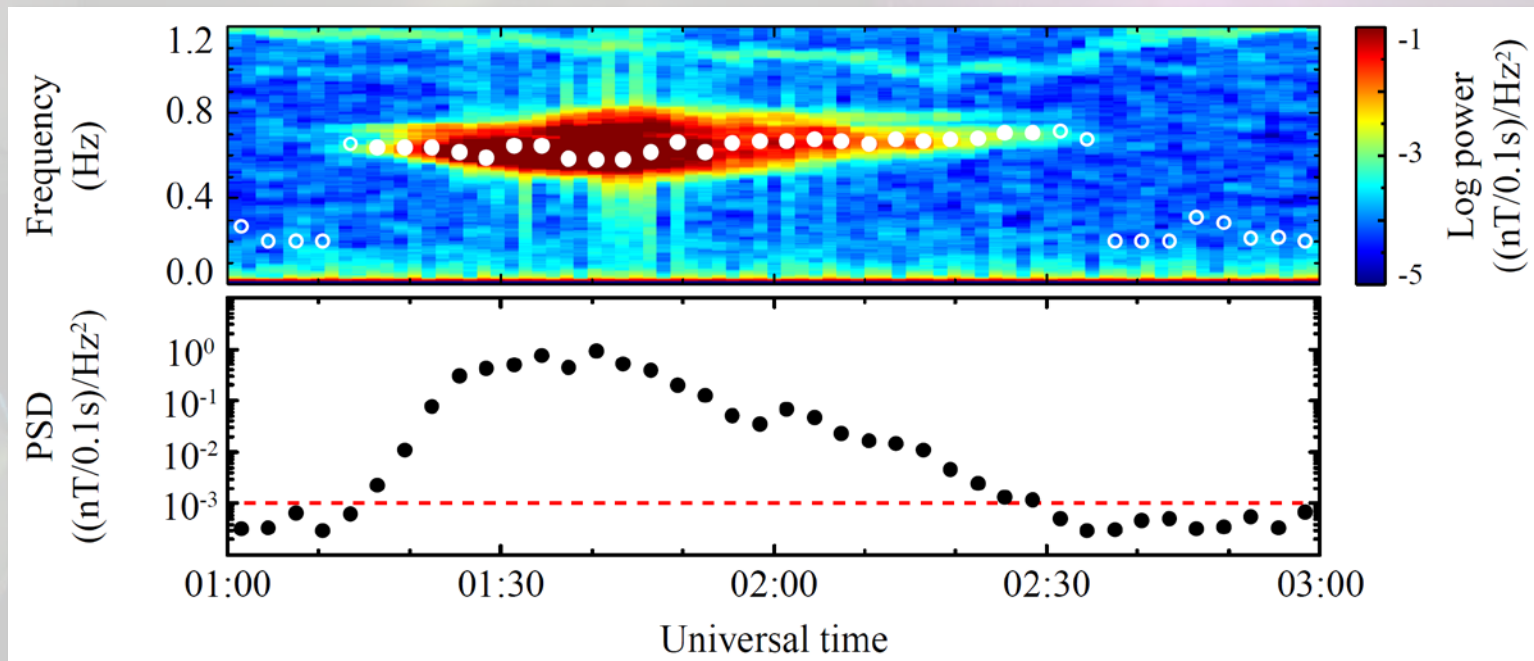 1.2
0.8
0.4
0.0
Frequency
(Hz)
-1
-3
-5
Log power
((nT/0.1s)/Hz²)
10⁰
10⁻¹
10⁻²
10⁻³
PSD
((nT/0.1s)/Hz²)
01:00 01:30 02:00 02:30 03:00
Universal time